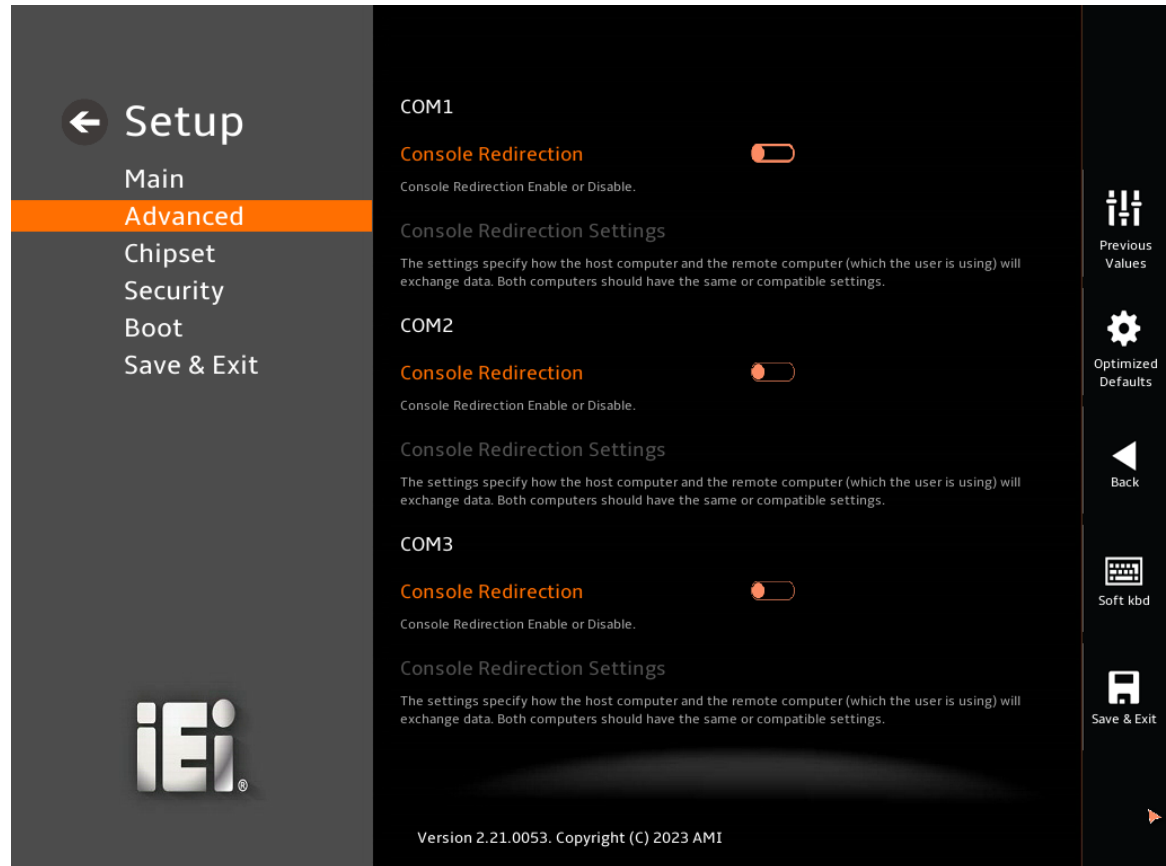 Setup
Main
Advanced
Chipset
Security
Boot
Save & Exit
iEi®
COM1
Console Redirection
Console Redirection Enable or Disable.
Console Redirection Settings
The settings specify how the host computer and the remote computer (which the user is using) will
exchange data. Both computers should have the same or compatible settings.
COM2
Console Redirection
Console Redirection Enable or Disable.
Console Redirection Settings
The settings specify how the host computer and the remote computer (which the user is using) will
exchange data. Both computers should have the same or compatible settings.
COM3
Console Redirection
Console Redirection Enable or Disable.
Console Redirection Settings
The settings specify how the host computer and the remote computer (which the user is using) will
exchange data. Both computers should have the same or compatible settings.
Version 2.21.0053. Copyright (C) 2023 AMI
Previous
Values
Optimized
Defaults
Back
Soft kbd
Save & Exit